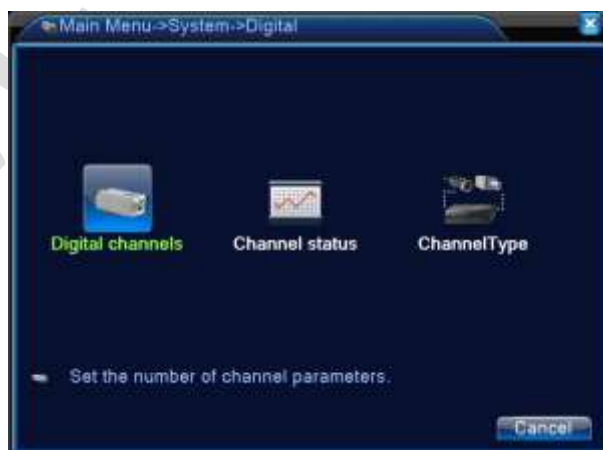 Main Menu->System->Digital
Digital channels Channel status ChannelType
Set the number of channel parameters.
Cancel